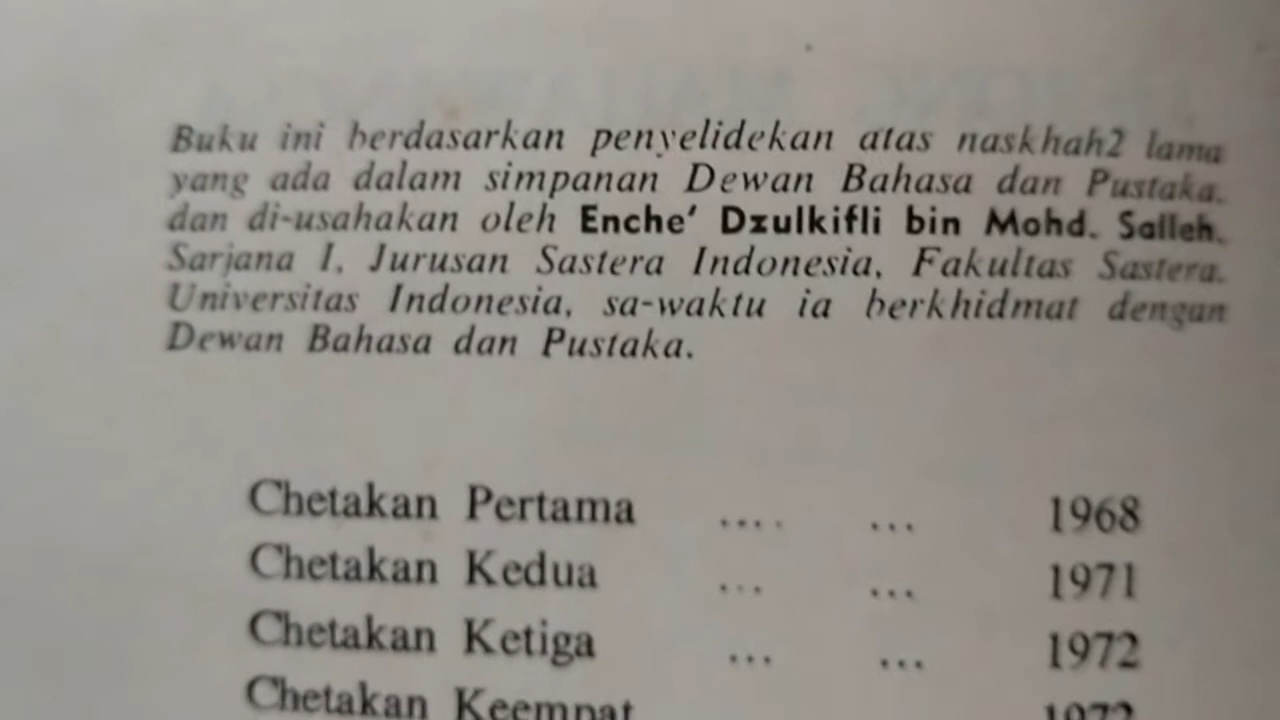 Buku ini berdasarkan penyelidekan atas naskhah2 lama
yang ada dalam simpanan Dewan Bahasa dan Pustaka,
dan di-usahakan oleh Enche' Dzulkifli bin Mohd. Salleh,
Sarjana I, Jurusan Sastera Indonesia, Fakultas Sastera,
Universitas Indonesia, sa-waktu ia berkhidmat dengan
Dewan Bahasa dan Pustaka.
Chetakan Pertama .... ... 1968
Chetakan Kedua ... ... 1971
Chetakan Ketiga ... ... 1972
Chetakan Keempat